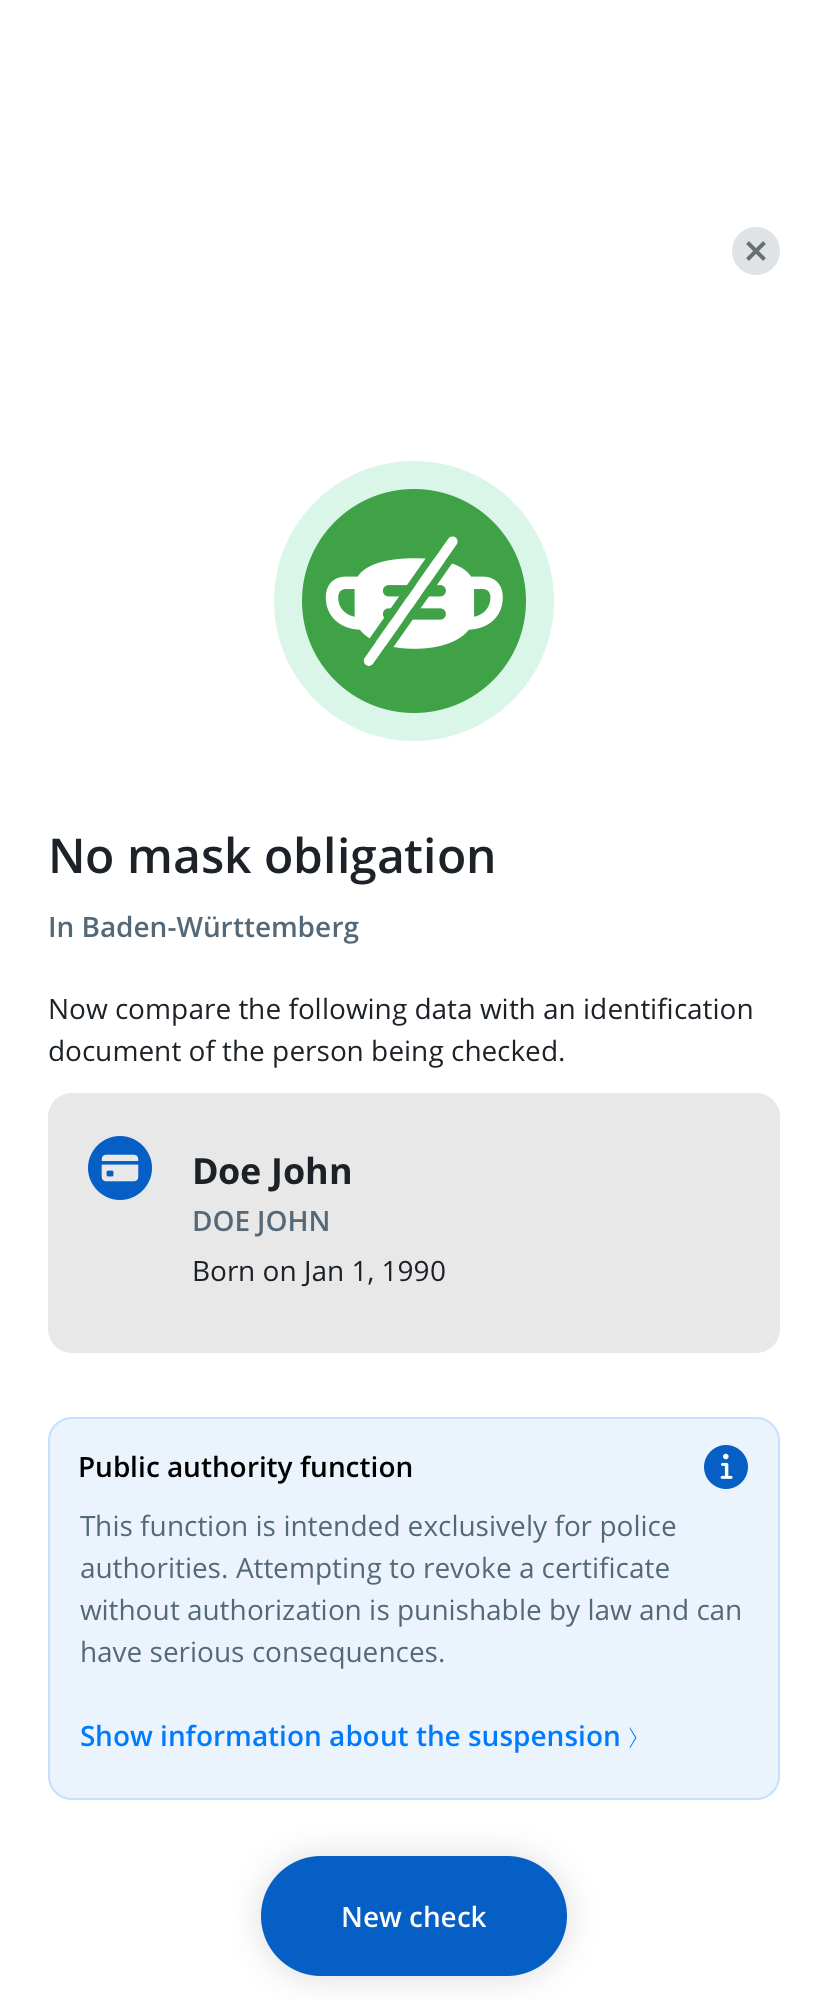 No mask obligation
In Baden-Württemberg
Now compare the following data with an identification
document of the person being checked.
Doe John
DOE JOHN
Born on Jan 1, 1990
Public authority function
This function is intended exclusively for police
authorities. Attempting to revoke a certificate
without authorization is punishable by law and can
have serious consequences.
Show information about the suspension
New check